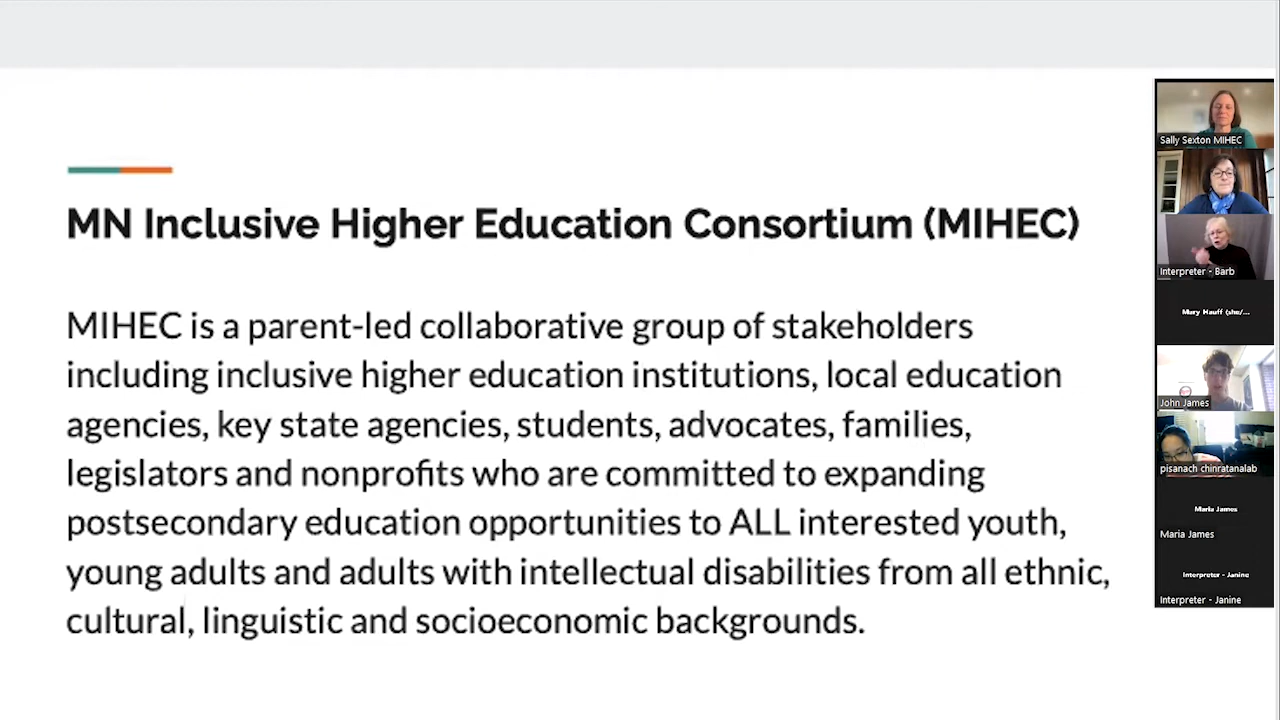 MN Inclusive Higher Education Consortium (MIHEC)
MIHEC is a parent-led collaborative group of stakeholders
including inclusive higher education institutions, local education
agencies, key state agencies, students, advocates, families,
legislators and nonprofits who are committed to expanding
postsecondary education opportunities to ALL interested youth,
young adults and adults with intellectual disabilities from all ethnic,
cultural, linguistic and socioeconomic backgrounds.
Sally Sexton MIHEC
Interpreter - Barb
Mary Hauff (she/...
John James
pisanach chinratanalab
Maria James
Maria James
Interpreter - Janine
Interpreter - Janine